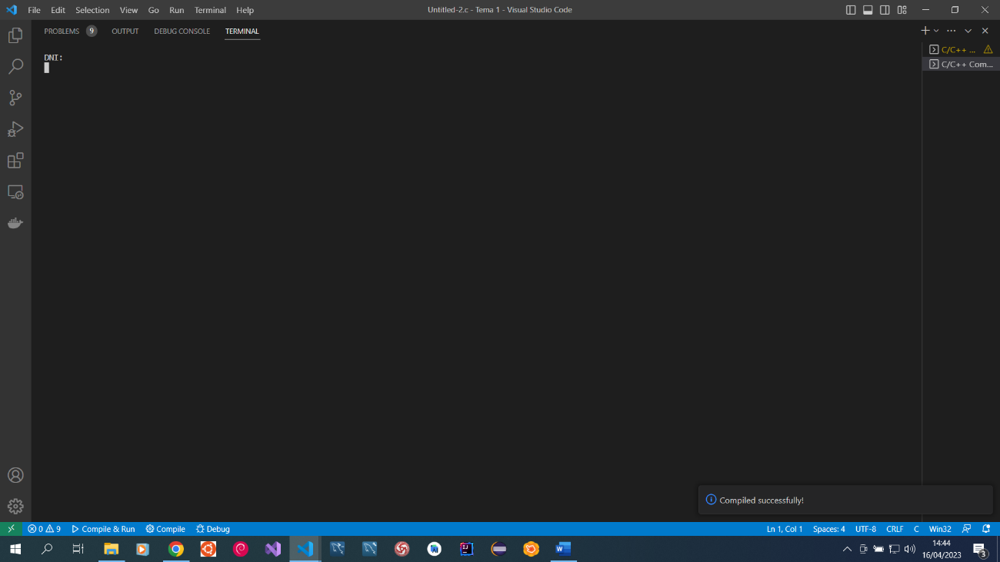 File Edit Selection View Go Run Terminal Help
Untitled-2.c - Tema 1 - Visual Studio Code
PROBLEMS 9 OUTPUT DEBUG CONSOLE TERMINAL
C/C++ ...
DNI:
C/C++ Com...
Compiled successfully!
0 9 Compile & Run Compile Debug
Ln 1, Col 1 Spaces: 4 UTF-8 CRLF C Win32
14:44
16/04/2023
3